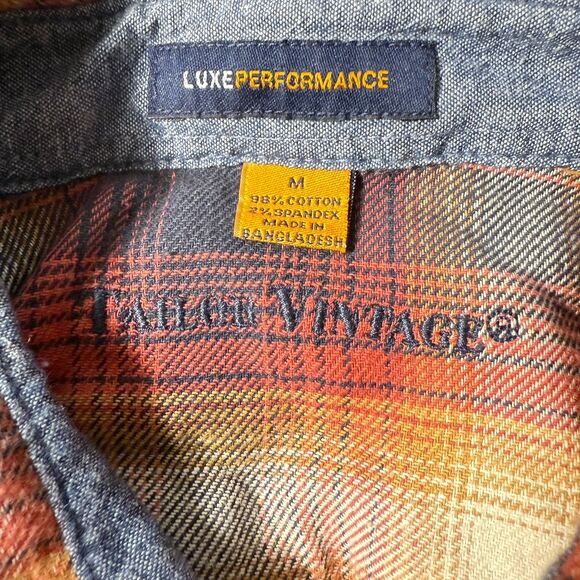 LUXEPERFORMANCE
M
98% COTTON
2% SPANDEX
MADE IN
BANGLADESH
TAILOR VINTAGE®